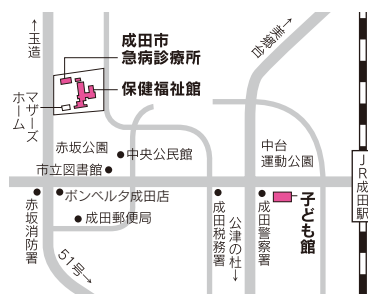 ←玉造
成田市
急病診療所
保健福祉館
マザーズ
ホーム
←美郷台
赤坂公園
中央公民館
市立図書館
中台
運動公園
JR成田駅
ボンベルタ成田店
成田郵便局
赤坂消防署
51号→
成田税務署
公津の杜→
成田警察署
子ども館